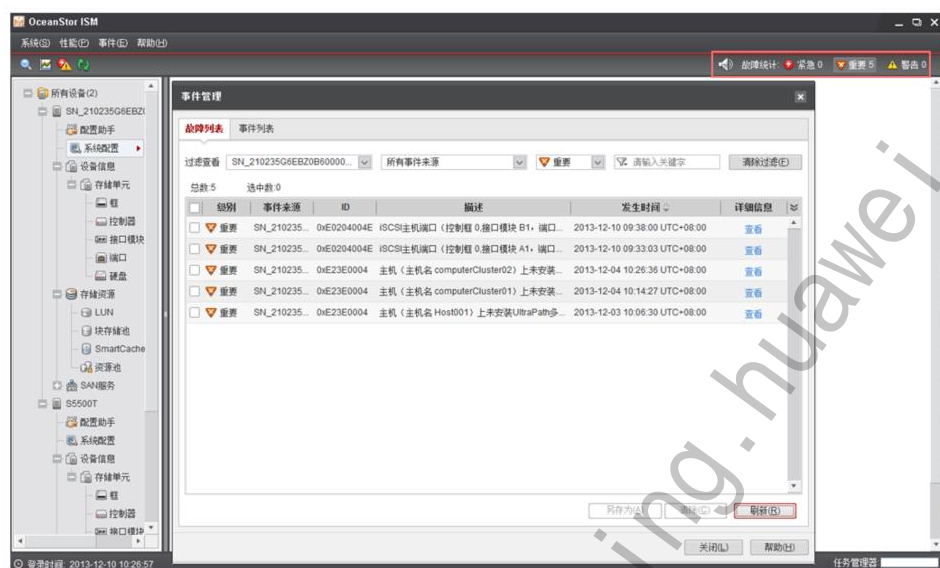 OceanStor ISM
系统(S) 性能(P) 事件(E) 帮助(H)
故障统计: 紧急 0 重要 5 警告 0
所有设备(2)
SN_210235G6EBZ(
配置助手
系统配置
设备信息
存储单元
框
控制器
接口模块
端口
硬盘
存储资源
LUN
块存储池
SmartCache
资源池
SAN服务
S5500T
配置助手
系统配置
设备信息
存储单元
框
控制器
接口模块
登录时间: 2013-12-10 10:26:57
事件管理
故障列表 事件列表
过滤查看 SN_210235G6EBZ0B60000... 所有事件来源 重要 请输入关键字 清除过滤(E)
总数:5 选中数:0
级别 事件来源 ID 描述 发生时间 详细信息
重要 SN_210235... 0xE0204004E iSCSI主机端口（控制框 0,接口模块 B1，端口... 2013-12-10 09:38:00 UTC+08:00 查看
重要 SN_210235... 0xE0204004E iSCSI主机端口（控制框 0,接口模块 A1，端口... 2013-12-10 09:33:03 UTC+08:00 查看
重要 SN_210235... 0xE23E0004 主机（主机名 computerCluster02）上未安装... 2013-12-04 10:26:36 UTC+08:00 查看
重要 SN_210235... 0xE23E0004 主机（主机名 computerCluster01）上未安装... 2013-12-04 10:14:27 UTC+08:00 查看
重要 SN_210235... 0xE23E0004 主机（主机名 Host001）上未安装UltraPath多... 2013-12-03 10:06:30 UTC+08:00 查看
另存为(A) 刷新(R)
关闭(L) 帮助(H)
任务管理器
ing.huawei